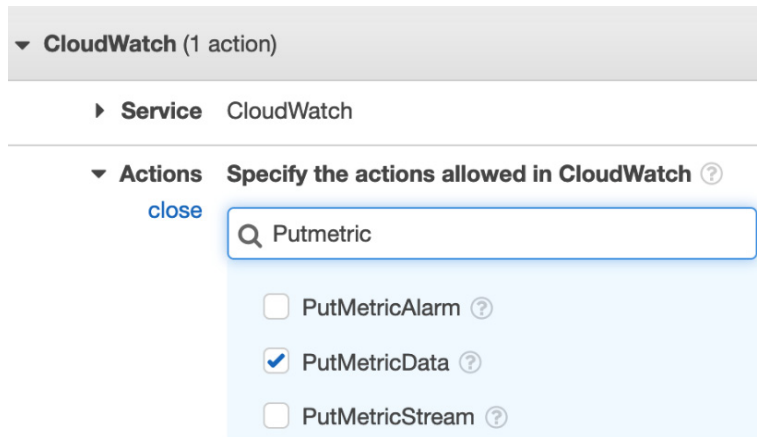 CloudWatch (1 action)
Service CloudWatch
Actions Specify the actions allowed in CloudWatch ?
close
Putmetric
PutMetricAlarm ?
PutMetricData ?
PutMetricStream ?